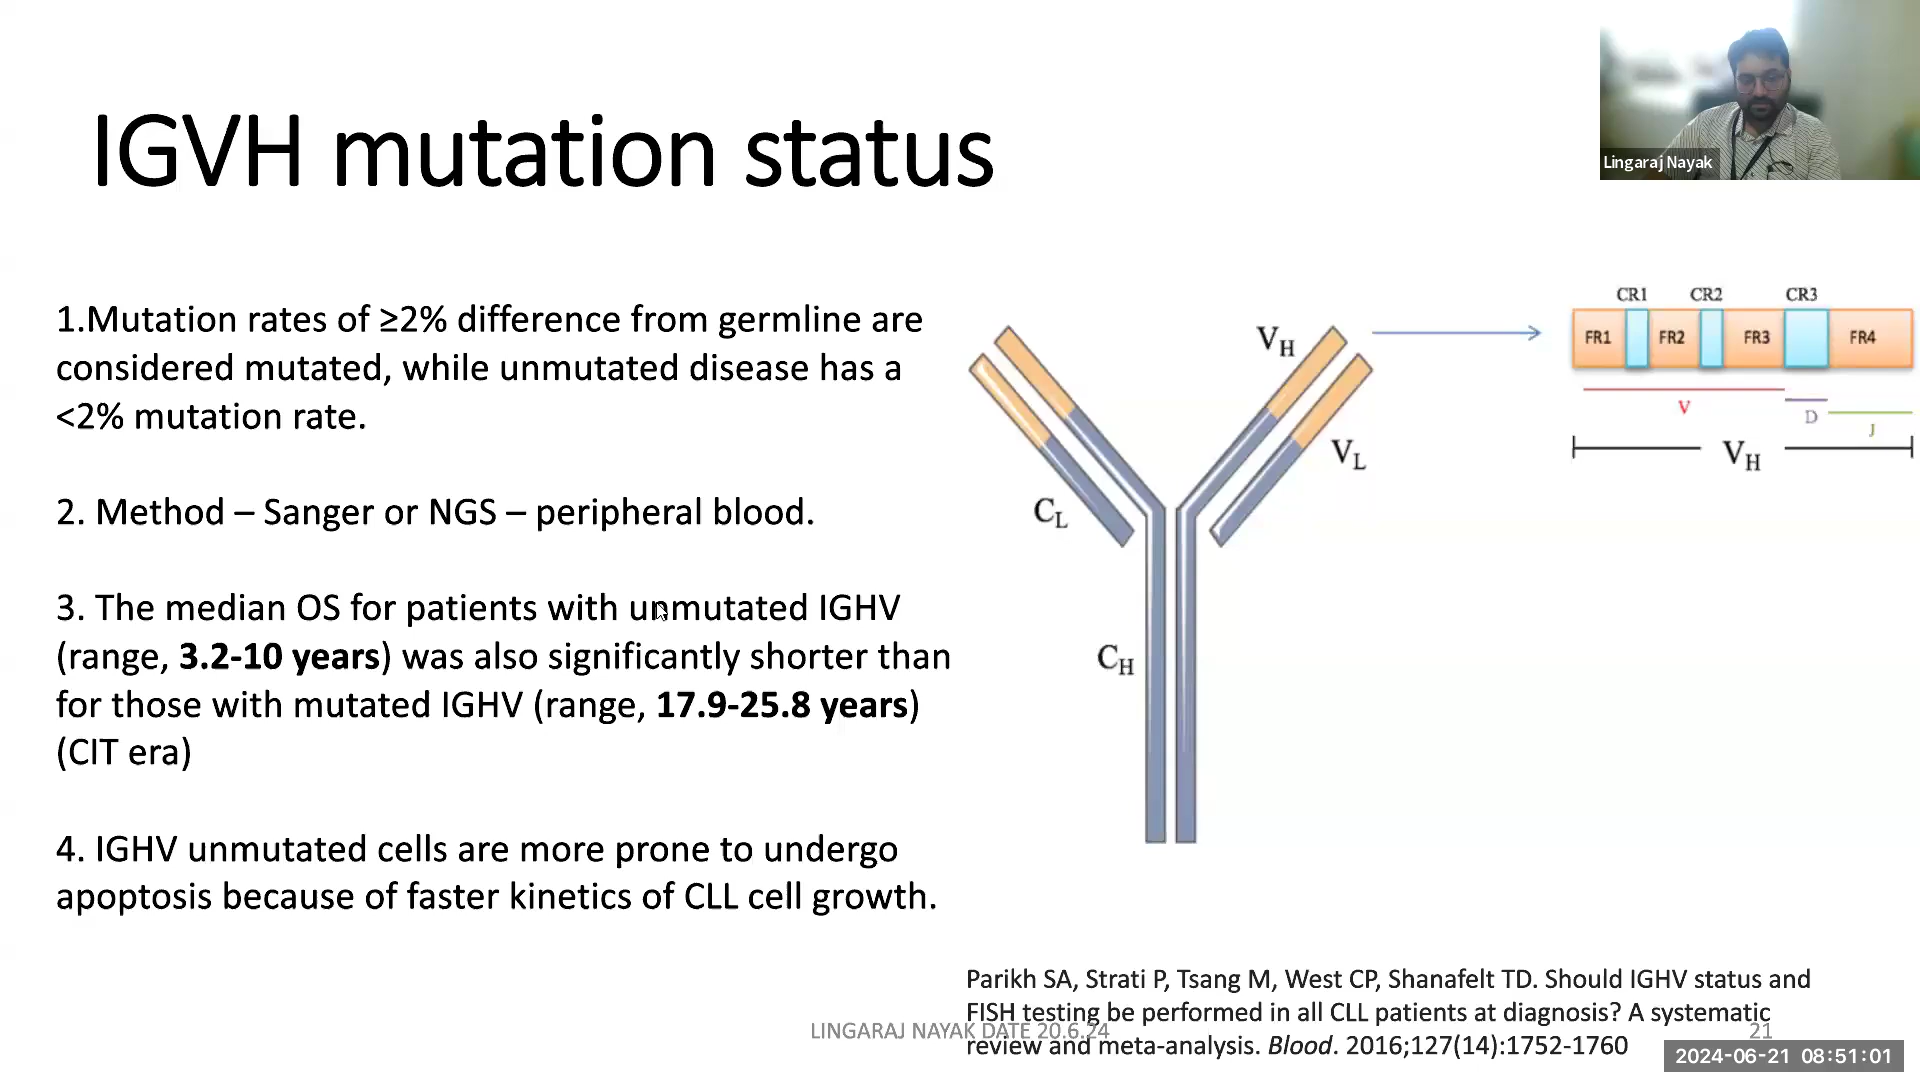 IGVH mutation status
Lingaraj Nayak
1.Mutation rates of ≥2% difference from germline are
considered mutated, while unmutated disease has a
<2% mutation rate.
2. Method – Sanger or NGS – peripheral blood.
3. The median OS for patients with unmutated IGHV
(range, 3.2-10 years) was also significantly shorter than
for those with mutated IGHV (range, 17.9-25.8 years)
(CIT era)
4. IGHV unmutated cells are more prone to undergo
apoptosis because of faster kinetics of CLL cell growth.
VH
VL
CL
CH
CR1 CR2 CR3
FR1 FR2 FR3 FR4
V D J
VH
Parikh SA, Strati P, Tsang M, West CP, Shanafelt TD. Should IGHV status and
FISH testing be performed in all CLL patients at diagnosis? A systematic
review and meta-analysis. Blood. 2016;127(14):1752-1760
LINGARAJ NAYAK DATE 20.6.24
21
2024-06-21 08:51:01